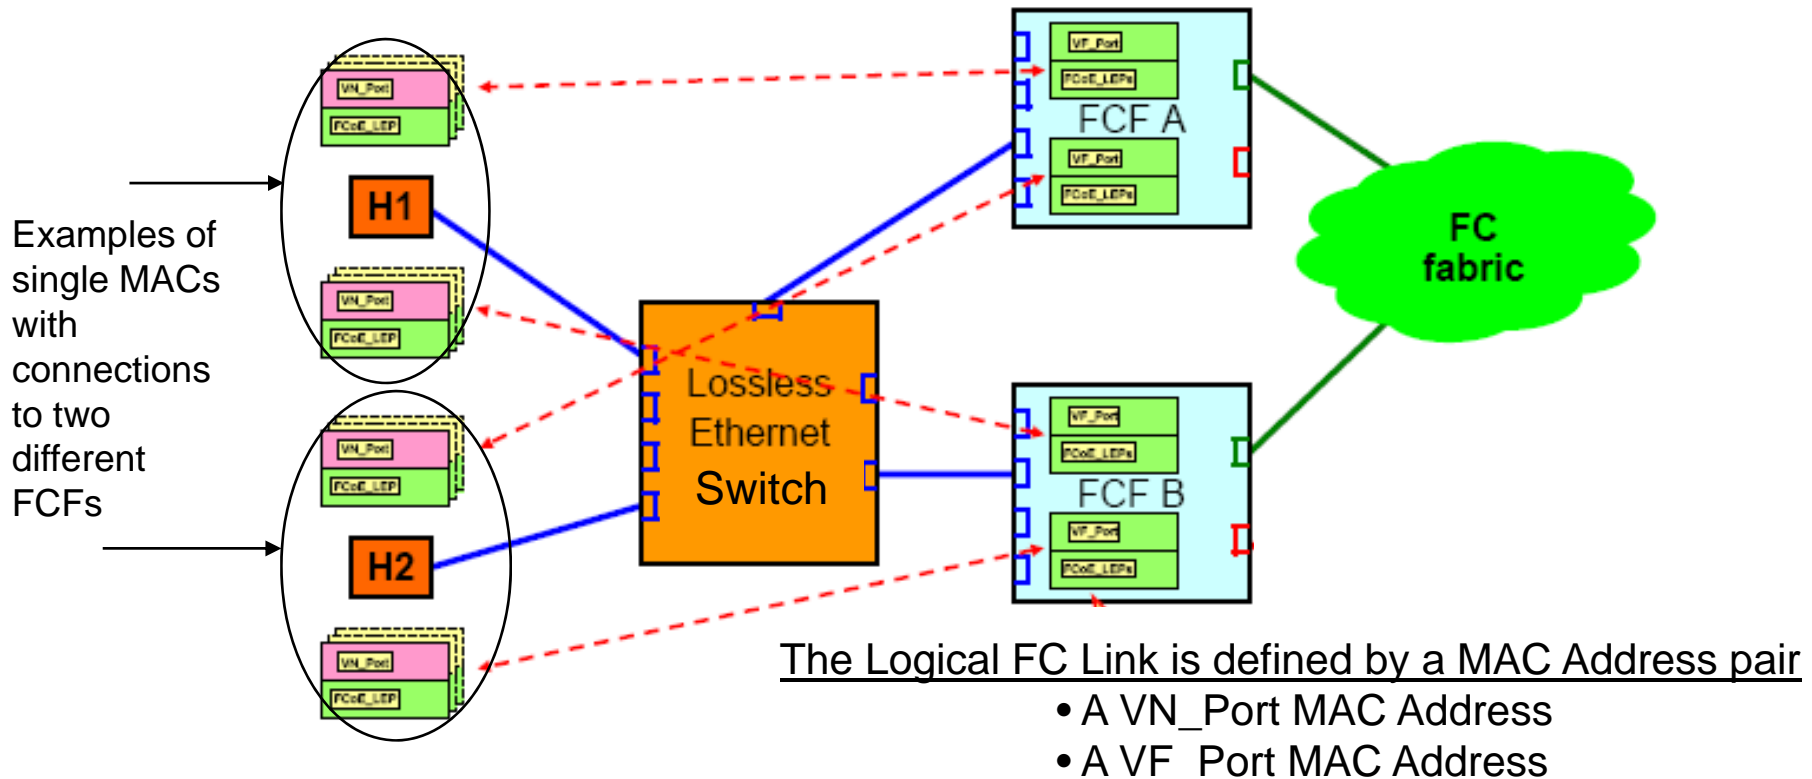 VN_Port
FCoE_LEP
H1
VN_Port
FCoE_LEP
Examples of
single MACs
with
connections
to two
different
FCFs
VN_Port
FCoE_LEP
H2
VN_Port
FCoE_LEP
Lossless
Ethernet
Switch
VF_Port
FCoE_LEPs
FCF A
VF_Port
FCoE_LEPs
VF_Port
FCoE_LEPs
FCF B
VF_Port
FCoE_LEPs
FC
fabric
The Logical FC Link is defined by a MAC Address pair
• A VN_Port MAC Address
• A VF_Port MAC Address